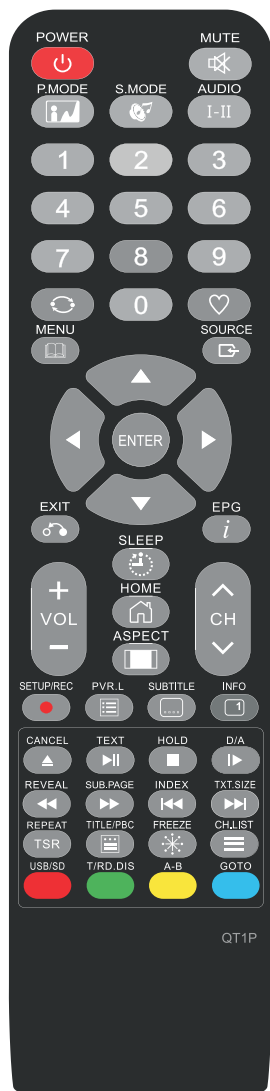 POWER MUTE
P.MODE S.MODE AUDIO
I-II
1 2 3
4 5 6
7 8 9
0
MENU SOURCE
ENTER
EXIT EPG
i
SLEEP
HOME
+
VOL
−
CH
ASPECT
SETUP/REC PVR.L SUBTITLE INFO
1
CANCEL TEXT HOLD D/A
REVEAL SUB.PAGE INDEX TXT.SIZE
REPEAT TITLE/PBC FREEZE CH.LIST
TSR
USB/SD T/RD.DIS A-B GOTO
QT1P